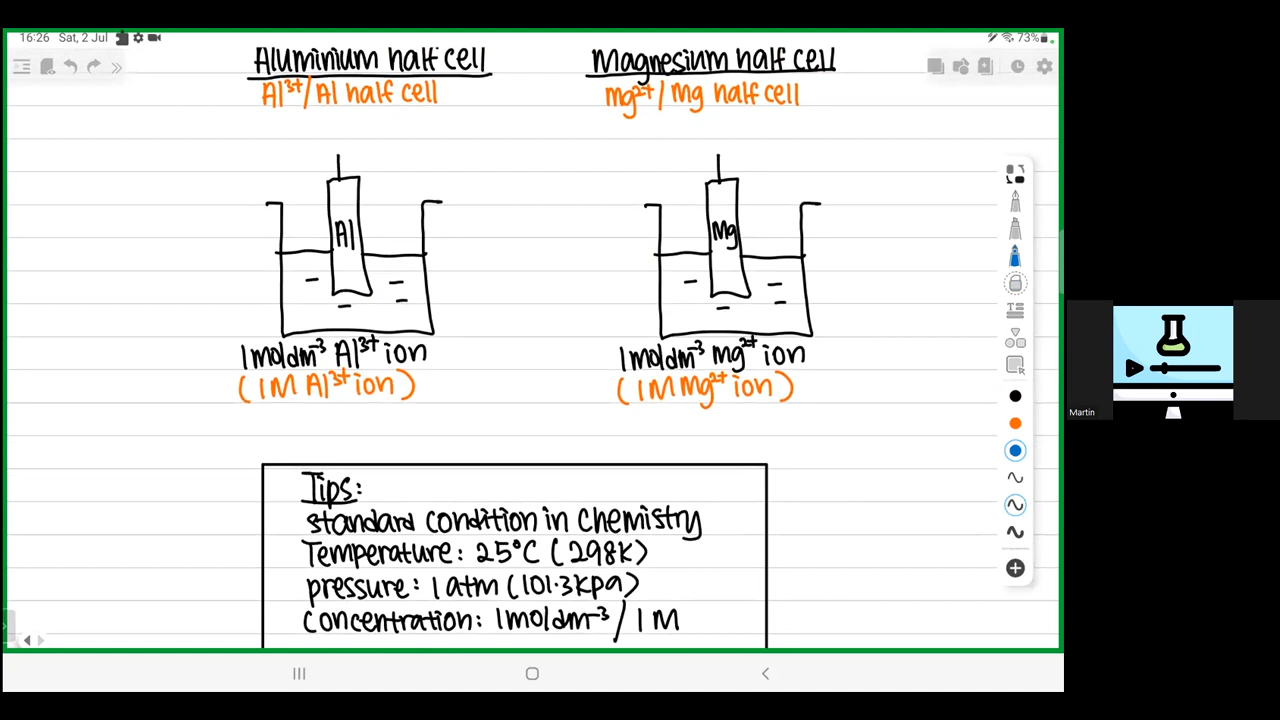 16:26 Sat, 2 Jul
73%
Aluminium half cell
Al³⁺/Al half cell
Magnesium half cell
Mg²⁺/Mg half cell
Al
Mg
1moldm⁻³ Al³⁺ ion
(1M Al³⁺ ion)
1moldm⁻³ Mg²⁺ ion
(1M Mg²⁺ ion)
Tips:
standard condition in Chemistry
Temperature: 25°C (298K)
pressure: 1 atm (101.3kpa)
Concentration: 1moldm⁻³/1M
Martin